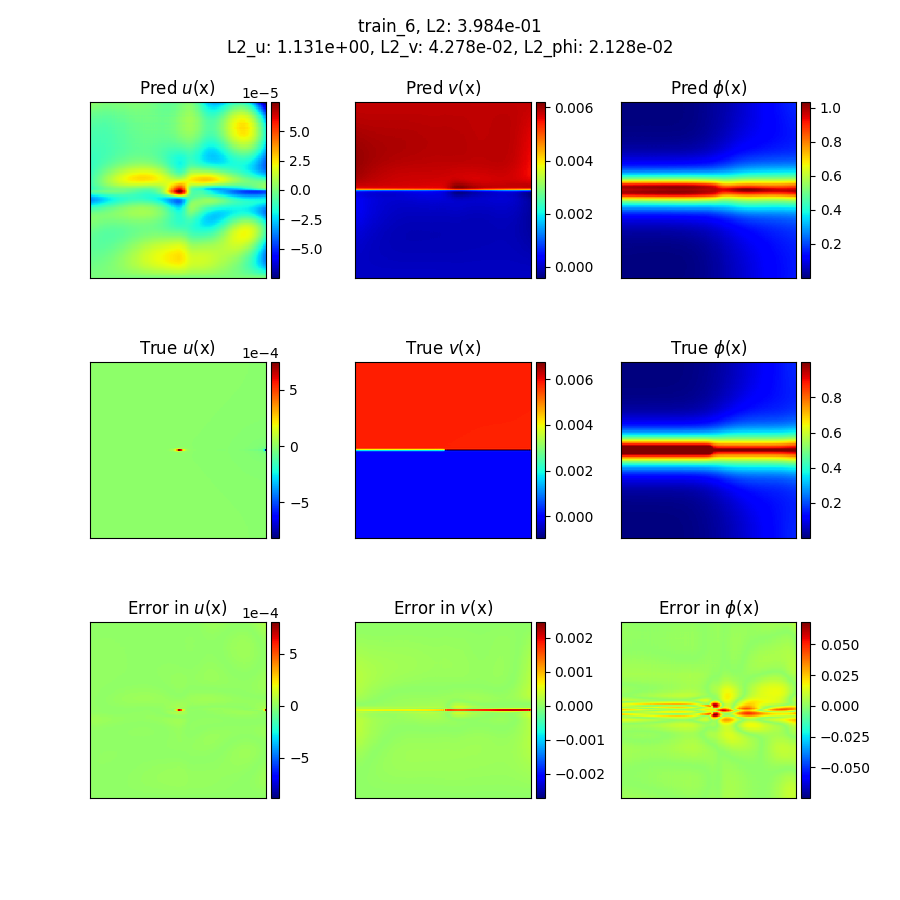 train_6, L2: 3.984e-01
L2_u: 1.131e+00, L2_v: 4.278e-02, L2_phi: 2.128e-02
Pred u(x)
1e−5
5.0
2.5
0.0
−2.5
−5.0
Pred v(x)
0.006
0.004
0.002
0.000
Pred ϕ(x)
1.0
0.8
0.6
0.4
0.2
True u(x)
1e−4
5
0
−5
True v(x)
0.006
0.004
0.002
0.000
True ϕ(x)
0.8
0.6
0.4
0.2
Error in u(x)
1e−4
5
0
−5
Error in v(x)
0.002
0.001
0.000
−0.001
−0.002
Error in ϕ(x)
0.050
0.025
0.000
−0.025
−0.050